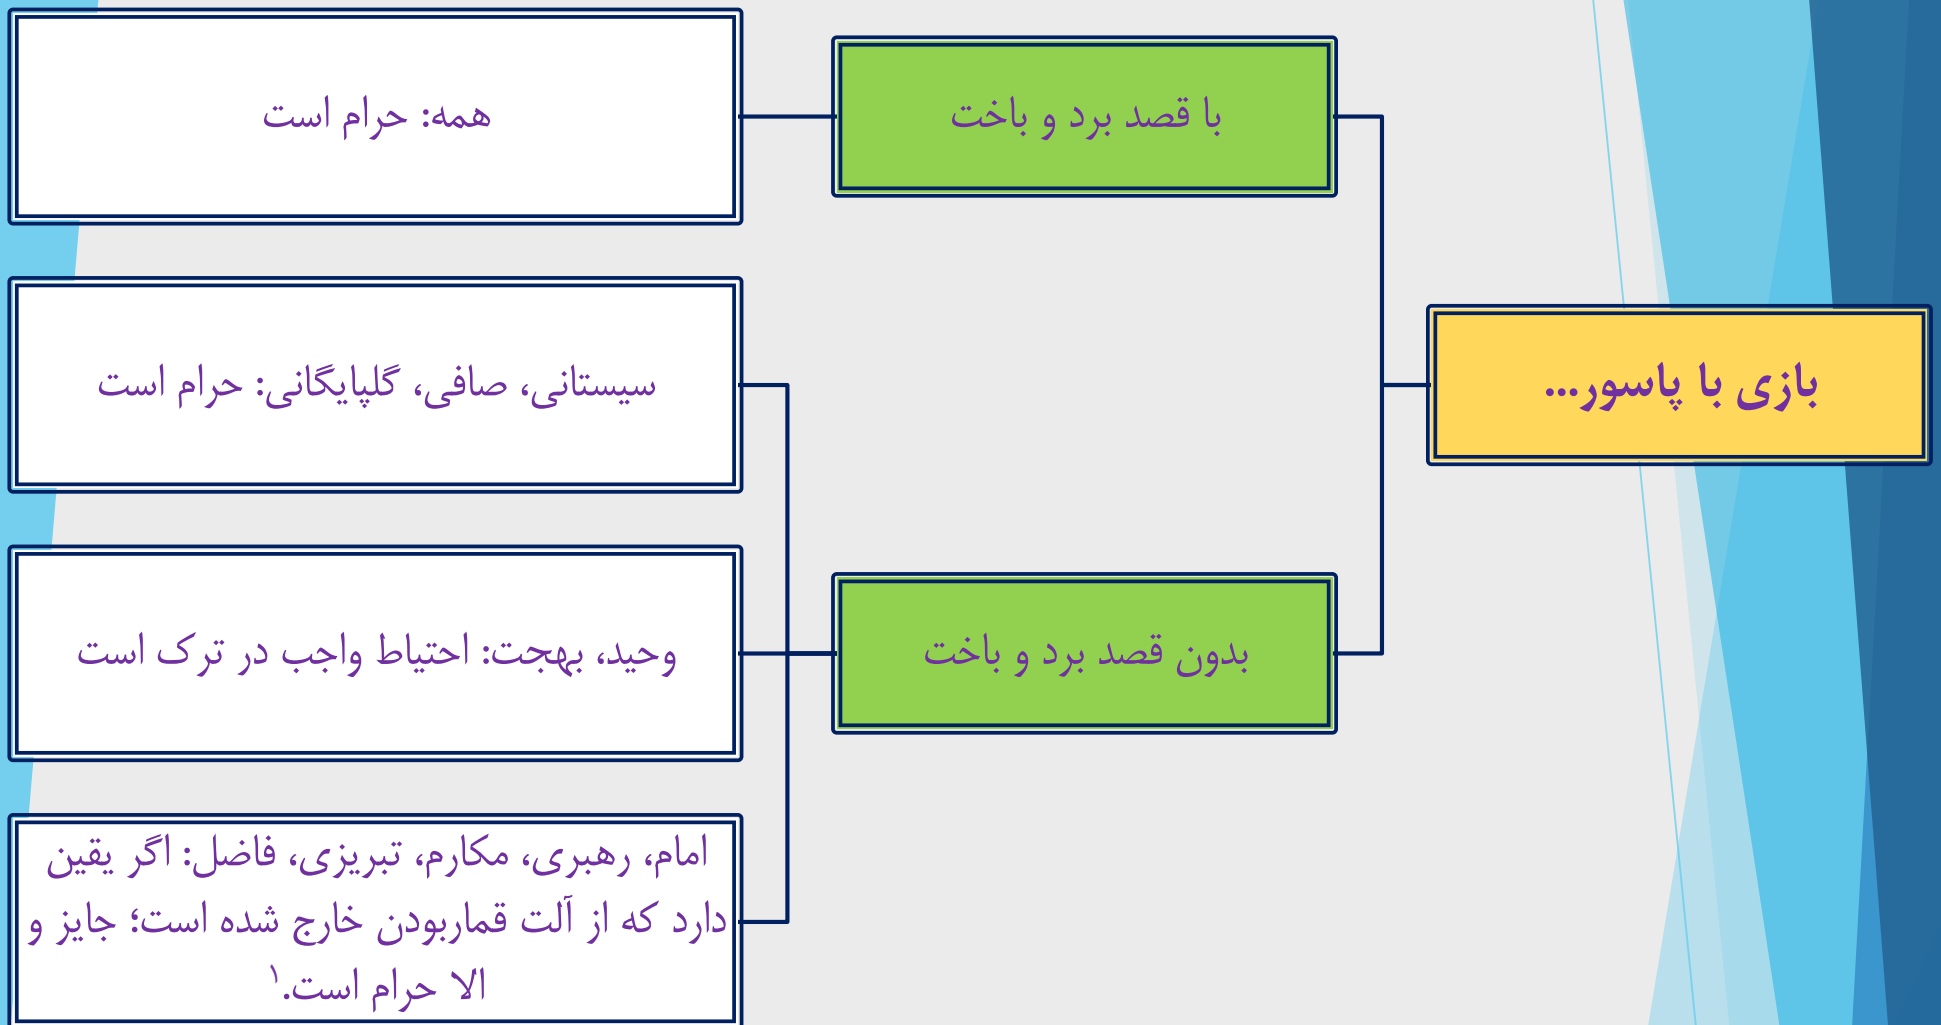 بازی با پاسور...
با قصد برد و باخت
همه: حرام است
بدون قصد برد و باخت
سیستانی، صافی، گلپایگانی: حرام است
وحید، بهجت: احتیاط واجب در ترک است
امام، رهبری، مکارم، تبریزی، فاضل: اگر یقین
دارد که از آلت قماربودن خارج شده است؛ جایز و
الا حرام است.۱